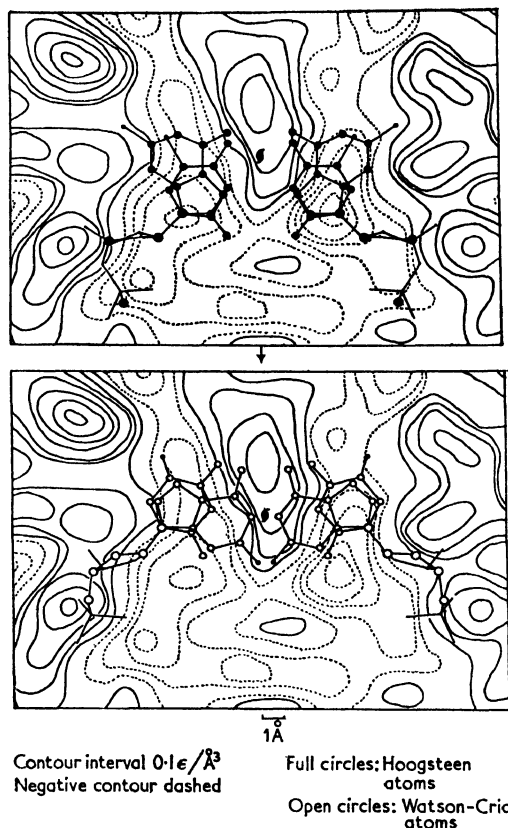 1Å
Contour interval 0·1e/Å³
Negative contour dashed
Full circles: Hoogsteen
atoms
Open circles: Watson-Cric
atoms